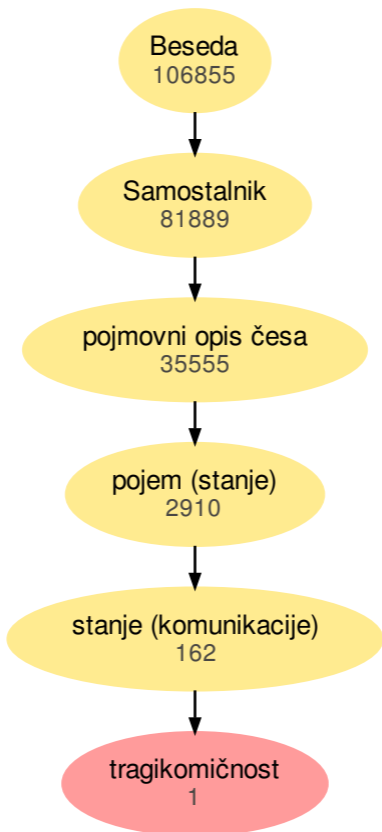 Beseda
106855
Samostalnik
81889
pojmovni opis česa
35555
pojem (stanje)
2910
stanje (komunikacije)
162
tragikomičnost
1